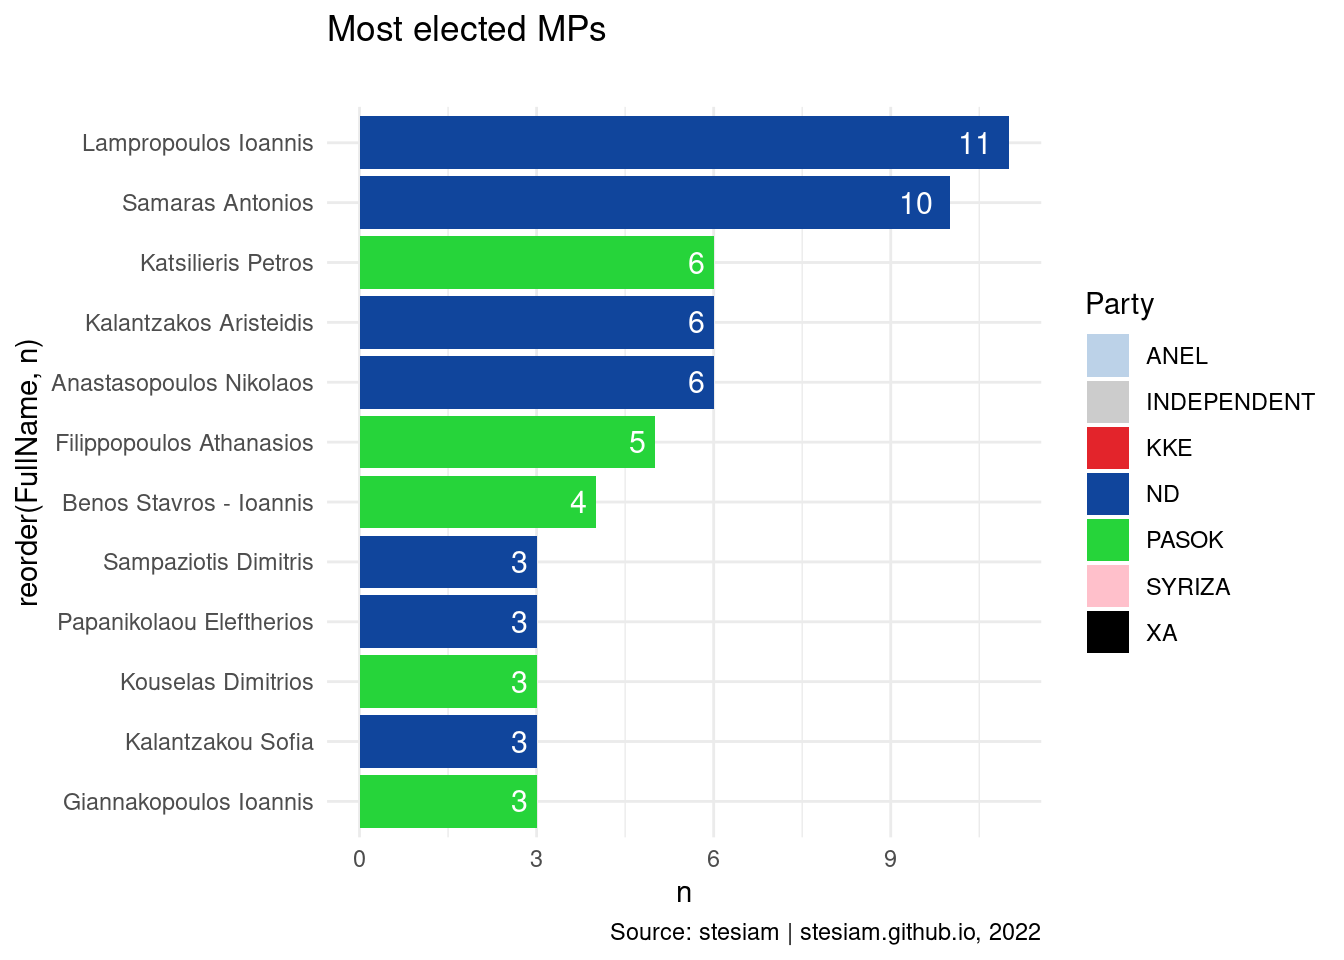 Most elected MPs
reorder(FullName, n)
Lampropoulos Ioannis 11
Samaras Antonios 10
Katsilieris Petros 6
Kalantzakos Aristeidis 6
Anastasopoulos Nikolaos 6
Filippopoulos Athanasios 5
Benos Stavros - Ioannis 4
Sampaziotis Dimitris 3
Papanikolaou Eleftherios 3
Kouselas Dimitrios 3
Kalantzakou Sofia 3
Giannakopoulos Ioannis 3
0 3 6 9
n
Party
ANEL
INDEPENDENT
KKE
ND
PASOK
SYRIZA
XA
Source: stesiam | stesiam.github.io, 2022